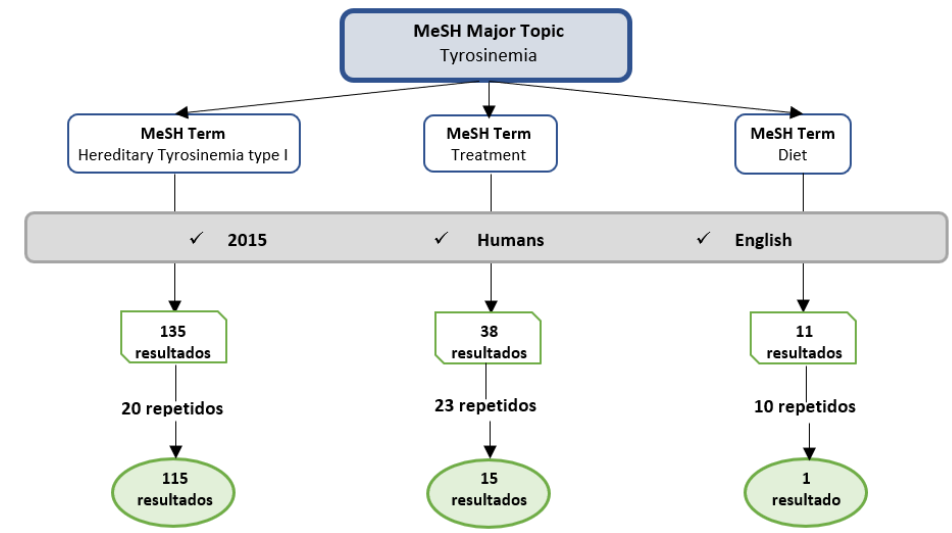 MeSH Major Topic
Tyrosinemia
MeSH Term
Hereditary Tyrosinemia type I
MeSH Term
Treatment
MeSH Term
Diet
✓ 2015
✓ Humans
✓ English
135
resultados
38
resultados
11
resultados
20 repetidos
23 repetidos
10 repetidos
115
resultados
15
resultados
1
resultado